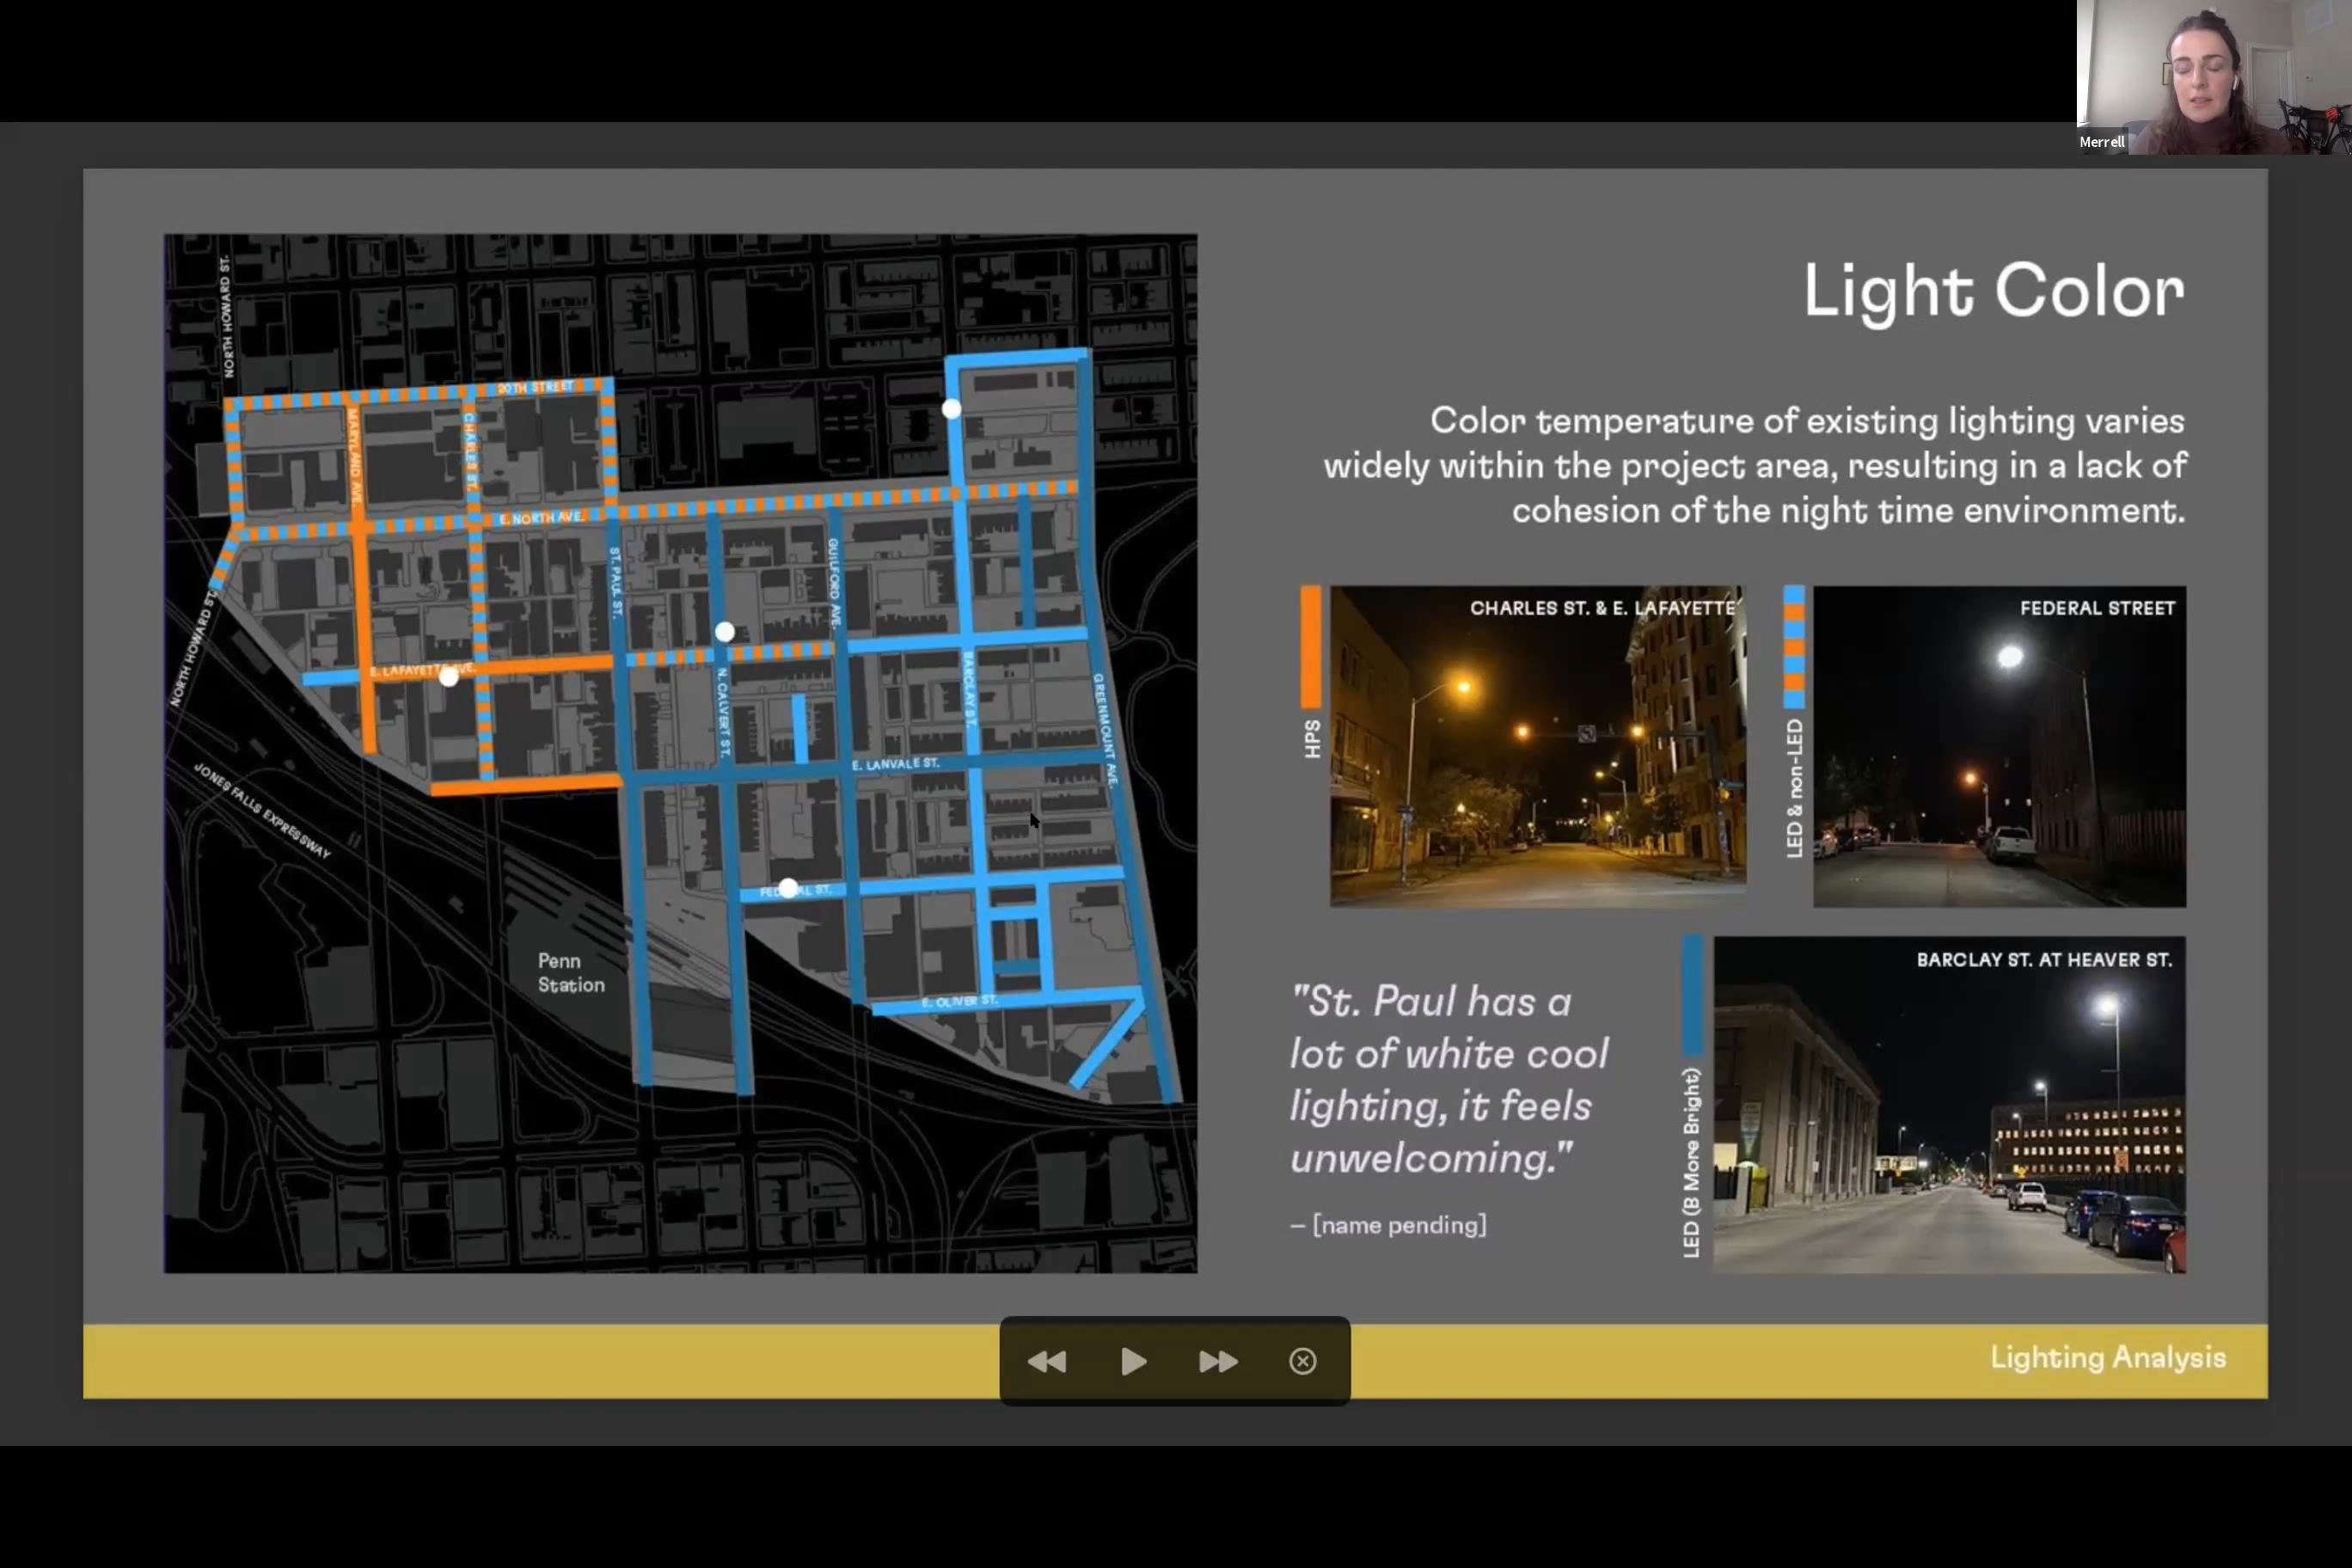 Merrell
Light Color
Color temperature of existing lighting varies
widely within the project area, resulting in a lack of
cohesion of the night time environment.
NORTH HOWARD ST.
20TH STREET
MARYLAND AVE.
CHARLES ST.
E. NORTH AVE.
ST. PAUL ST.
GUILFORD AVE.
NORTH HOWARD ST.
E. LAFAYETTE AVE.
N. CALVERT ST.
BARCLAY ST.
GREENMOUNT AVE.
E. LANVALE ST.
JONES FALLS EXPRESSWAY
FEDERAL ST.
Penn
Station
E. OLIVER ST.
HPS
CHARLES ST. & E. LAFAYETTE
LED & non-LED
FEDERAL STREET
"St. Paul has a
lot of white cool
lighting, it feels
unwelcoming."
– [name pending]
LED (B More Bright)
BARCLAY ST. AT HEAVER ST.
Lighting Analysis